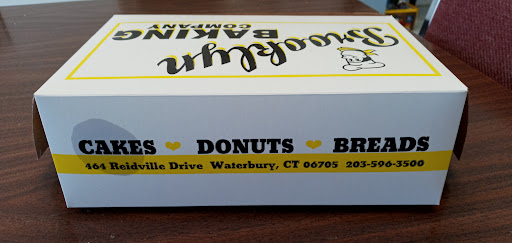 Brooklyn
BAKING
COMPANY
CAKES DONUTS BREADS
464 Reidville Drive Waterbury, CT 06705 203-596-3500